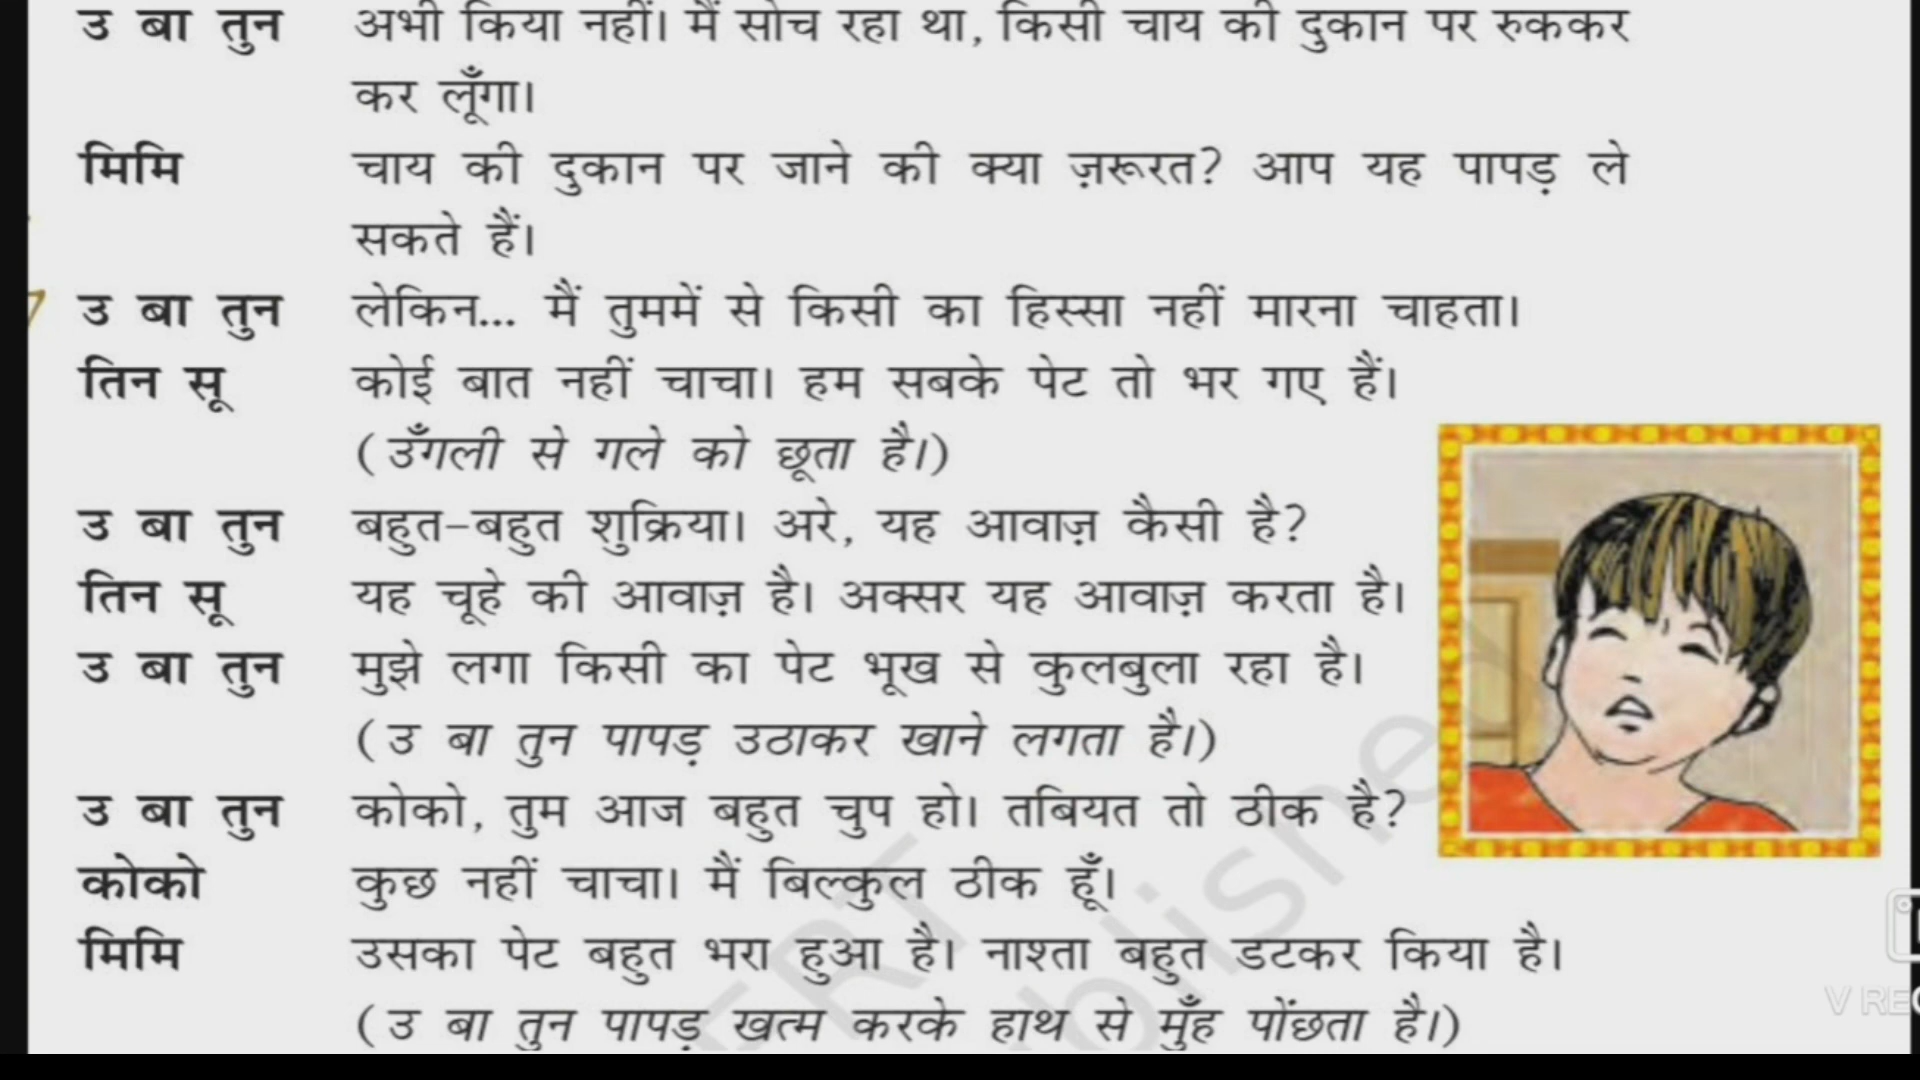 उ बा तुन अभी किया नहीं। मैं सोच रहा था, किसी चाय की दुकान पर रुककर
कर लूँगा।
मिमि चाय की दुकान पर जाने की क्या ज़रूरत? आप यह पापड़ ले
सकते हैं।
उ बा तुन लेकिन... मैं तुममें से किसी का हिस्सा नहीं मारना चाहता।
तिन सू कोई बात नहीं चाचा। हम सबके पेट तो भर गए हैं।
(उँगली से गले को छूता है।)
उ बा तुन बहुत-बहुत शुक्रिया। अरे, यह आवाज़ कैसी है?
तिन सू यह चूहे की आवाज़ है। अक्सर यह आवाज़ करता है।
उ बा तुन मुझे लगा किसी का पेट भूख से कुलबुला रहा है।
(उ बा तुन पापड़ उठाकर खाने लगता है।)
उ बा तुन कोको, तुम आज बहुत चुप हो। तबियत तो ठीक है?
कोको कुछ नहीं चाचा। मैं बिल्कुल ठीक हूँ।
मिमि उसका पेट बहुत भरा हुआ है। नाश्ता बहुत डटकर किया है।
(उ बा तुन पापड़ खत्म करके हाथ से मुँह पोंछता है।)